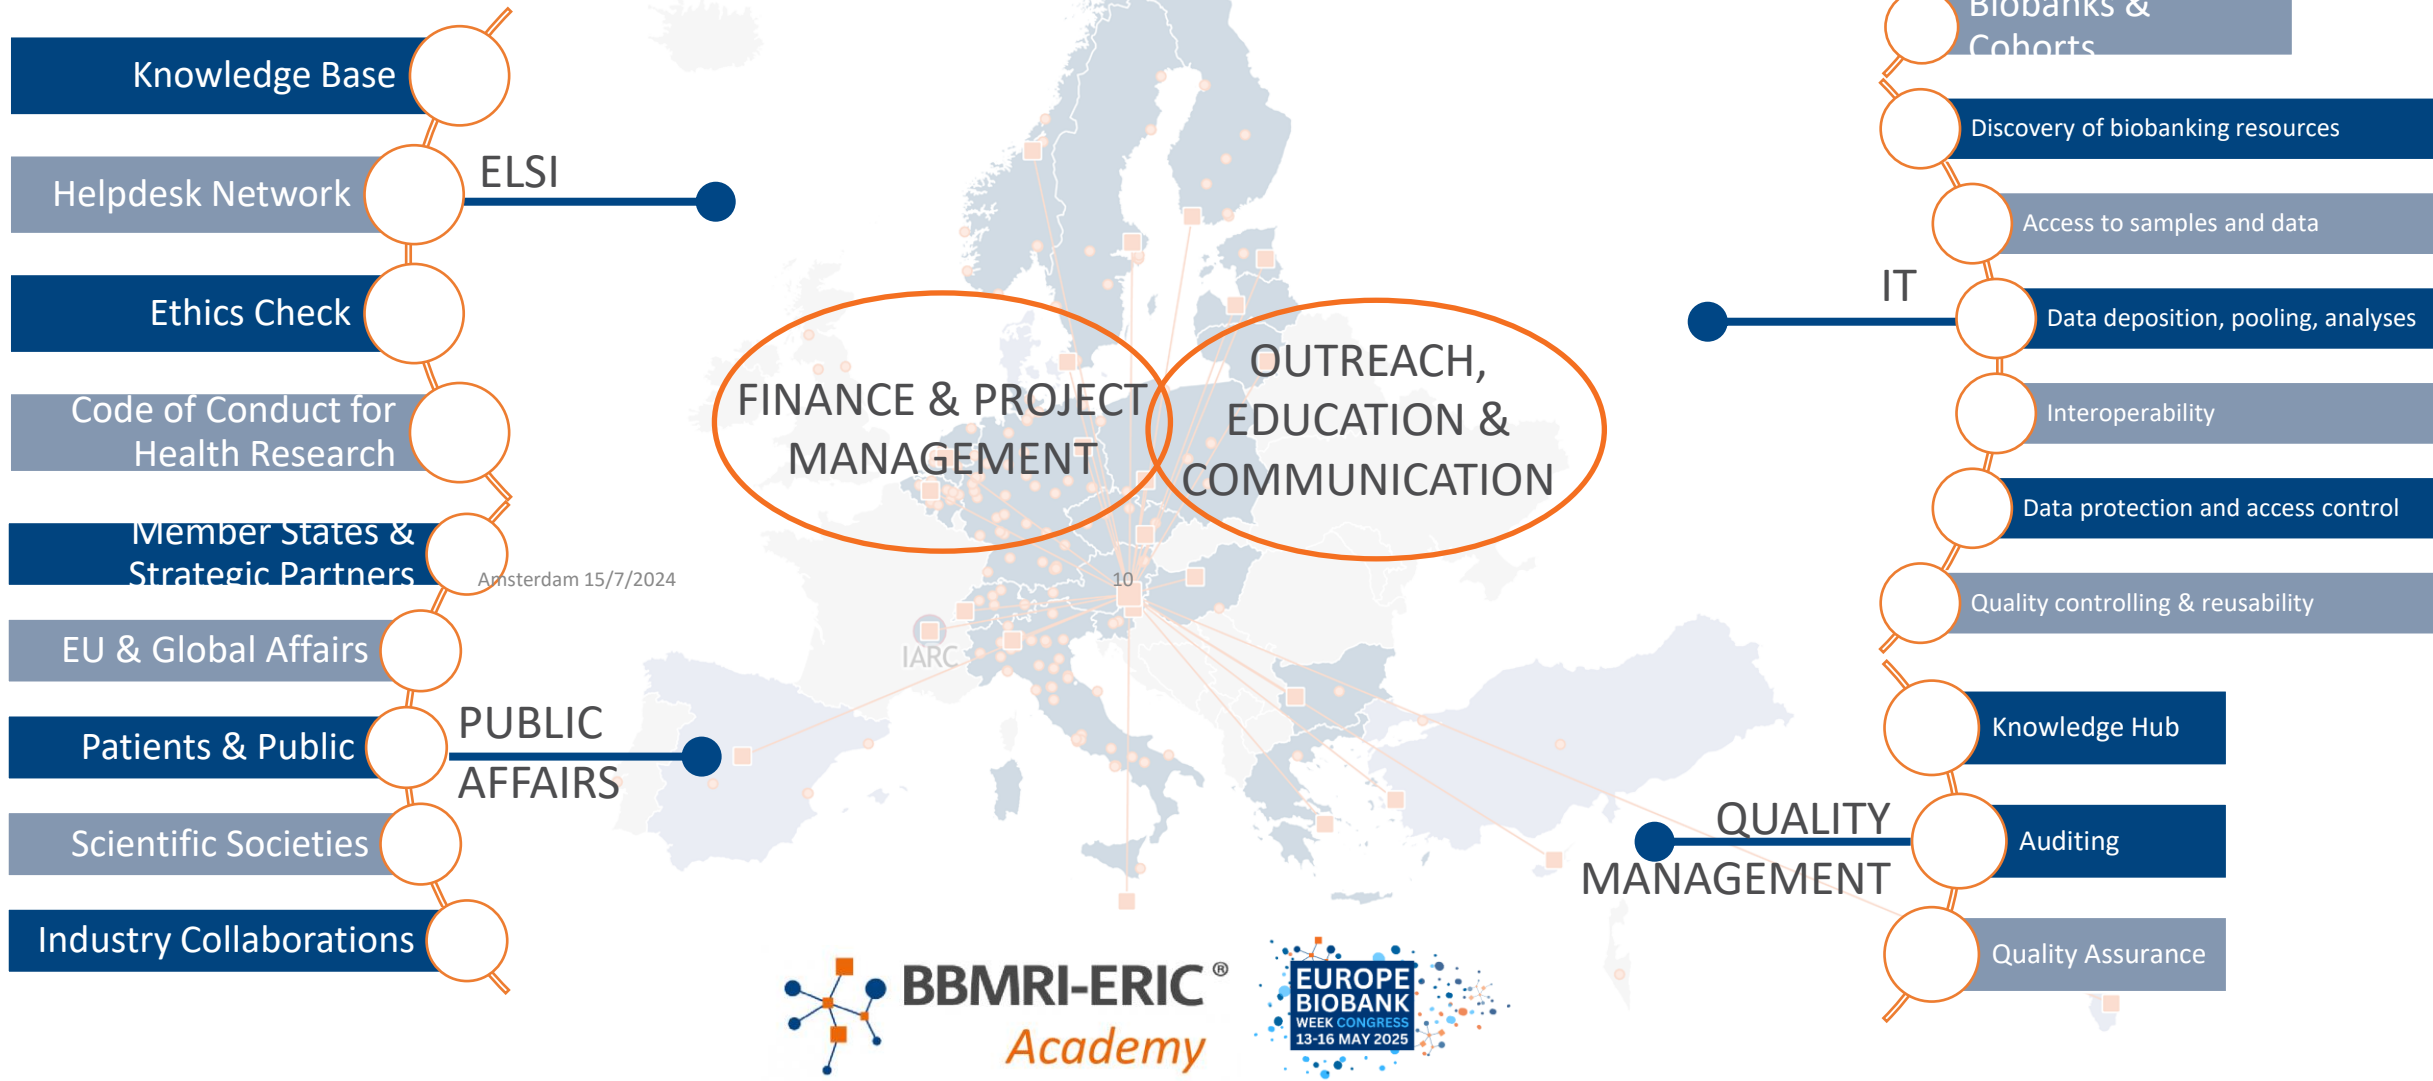 Knowledge Base
Helpdesk Network
Ethics Check
Code of Conduct for
Health Research
ELSI
Member States &
Strategic Partners
EU & Global Affairs
Patients & Public
Scientific Societies
Industry Collaborations
PUBLIC
AFFAIRS
Amsterdam 15/7/2024
FINANCE & PROJECT
MANAGEMENT
OUTREACH,
EDUCATION &
COMMUNICATION
10
IARC
Biobanks &
Cohorts
Discovery of biobanking resources
Access to samples and data
IT
Data deposition, pooling, analyses
Interoperability
Data protection and access control
Quality controlling & reusability
Knowledge Hub
QUALITY
MANAGEMENT
Auditing
Quality Assurance
BBMRI-ERIC®
Academy
EUROPE
BIOBANK
WEEK CONGRESS
13-16 MAY 2025